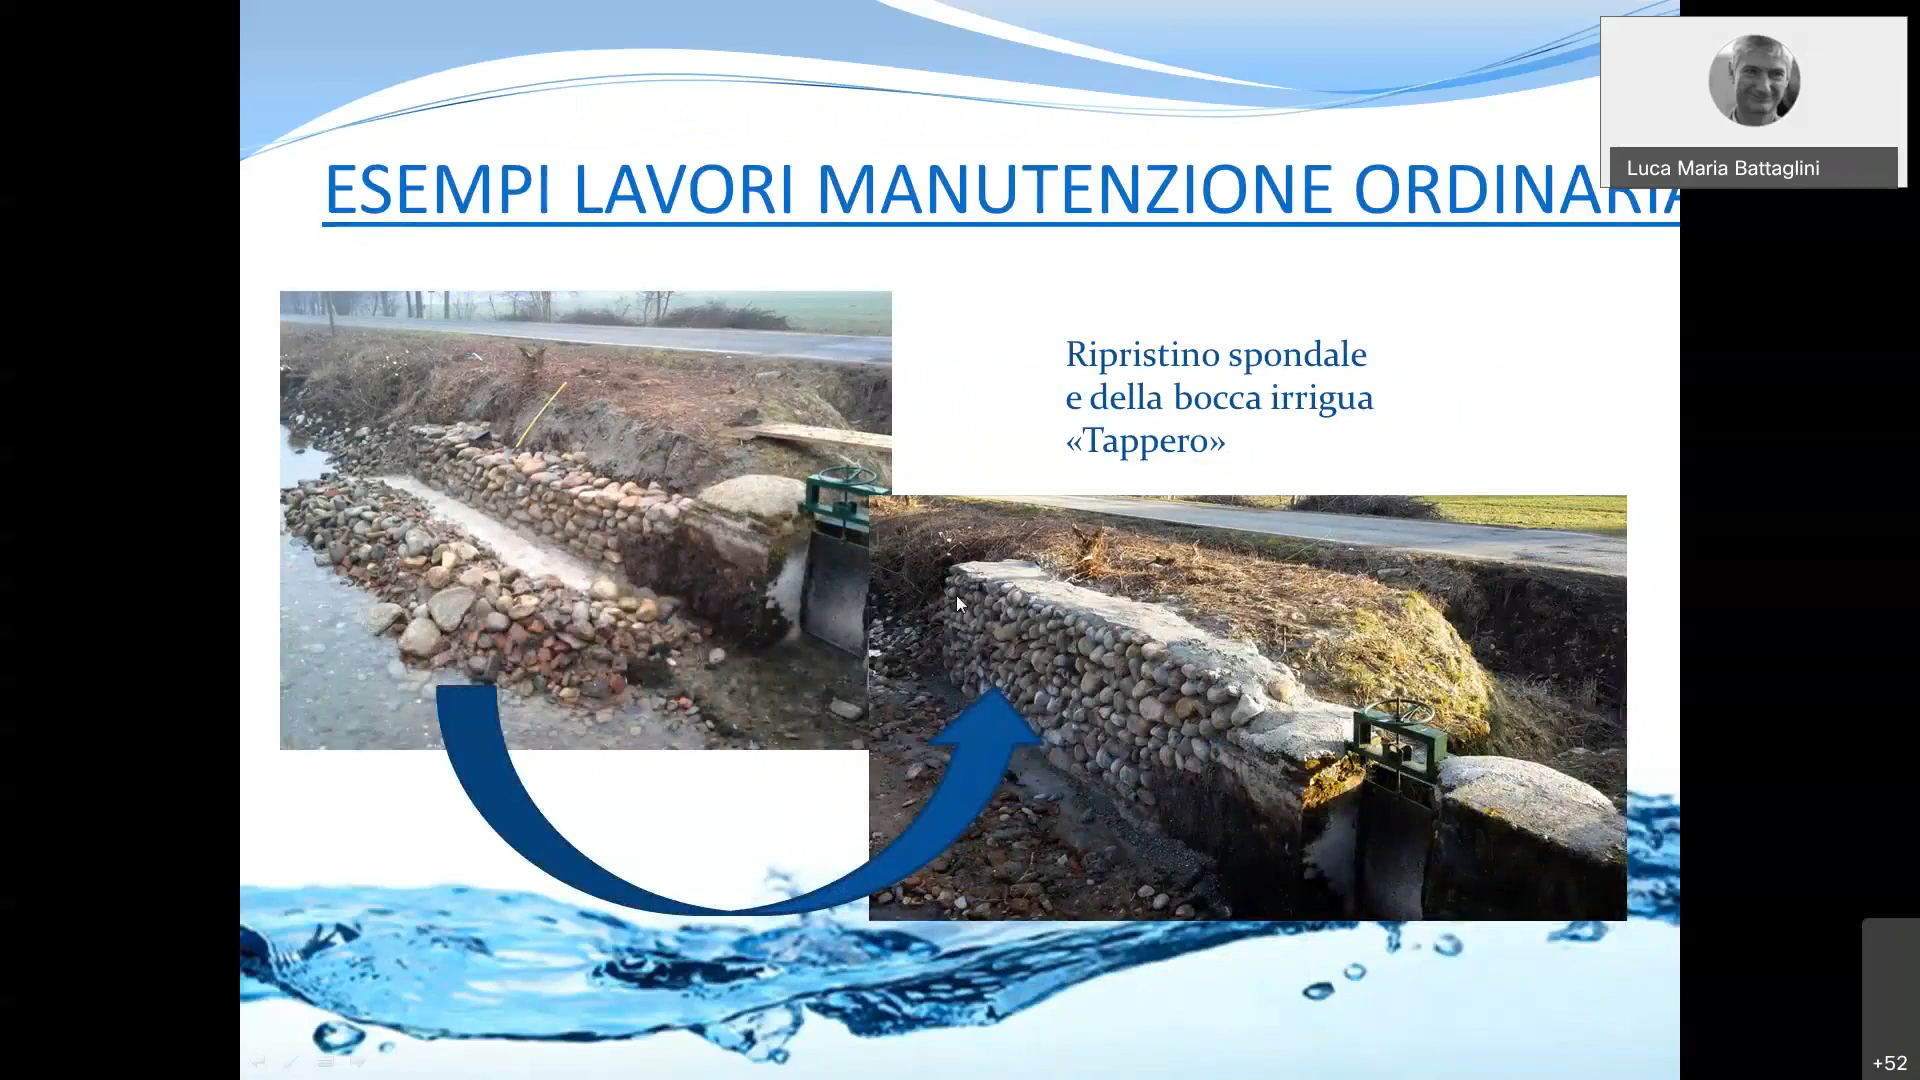 ESEMPI LAVORI MANUTENZIONE ORDINARIA
Luca Maria Battaglini
Ripristino spondale
e della bocca irrigua
«Tappero»
+52